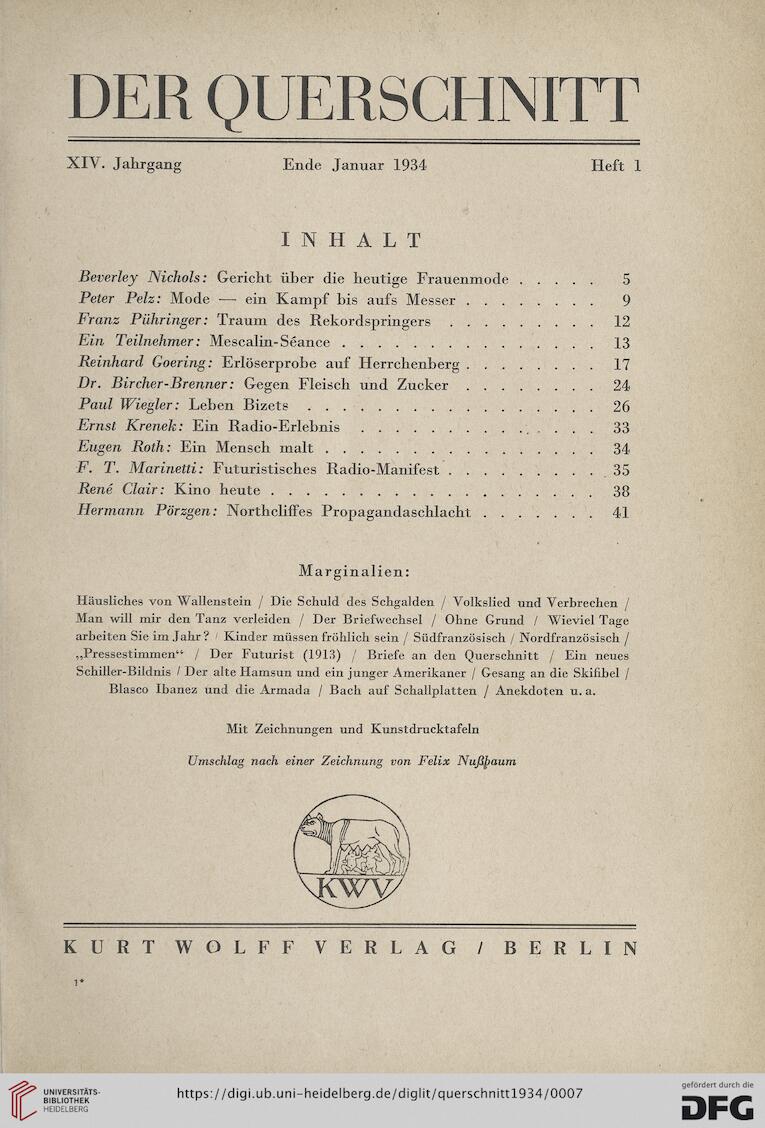 DER QUERSCHNITT
XIV. Jahrgang Ende Januar 1934 Heft 1
INHALT
Beverley Nichols: Gericht über die heutige Frauenmode . . . . . 5
Peter Pelz: Mode — ein Kampf bis aufs Messer . . . . . . . . 9
Franz Pühringer: Traum des Rekordspringers . . . . . . . . . 12
Ein Teilnehmer: Mescalin-Séance . . . . . . . . . . . . . . . 13
Reinhard Goering: Erlöserprobe auf Herrchenberg . . . . . . . . 17
Dr. Bircher-Brenner: Gegen Fleisch und Zucker . . . . . . . . 24
Paul Wiegler: Leben Bizets . . . . . . . . . . . . . . . . . 26
Ernst Krenek: Ein Radio-Erlebnis . . . . . . . . . . . . . . 33
Eugen Roth: Ein Mensch malt . . . . . . . . . . . . . . . . 34
F. T. Marinetti: Futuristisches Radio-Manifest . . . . . . . . . 35
René Clair: Kino heute . . . . . . . . . . . . . . . . . . . 38
Hermann Pörzgen: Northcliffes Propagandaschlacht . . . . . . . 41
Marginalien:
Häusliches von Wallenstein / Die Schuld des Schgalden / Volkslied und Verbrechen /
Man will mir den Tanz verleiden / Der Briefwechsel / Ohne Grund / Wieviel Tage
arbeiten Sie im Jahr? / Kinder müssen fröhlich sein / Südfranzösisch / Nordfranzösisch /
„Pressestimmen“ / Der Futurist (1913) / Briefe an den Querschnitt / Ein neues
Schiller-Bildnis / Der alte Hamsun und ein junger Amerikaner / Gesang an die Skifibel /
Blasco Ibanez und die Armada / Bach auf Schallplatten / Anekdoten u. a.
Mit Zeichnungen und Kunstdrucktafeln
Umschlag nach einer Zeichnung von Felix Nußbaum
KWV
KURT WOLFF VERLAG / BERLIN
1*
UNIVERSITÄTS-
BIBLIOTHEK
HEIDELBERG
https://digi.ub.uni-heidelberg.de/diglit/querschnitt1934/0007
gefördert durch die
DFG